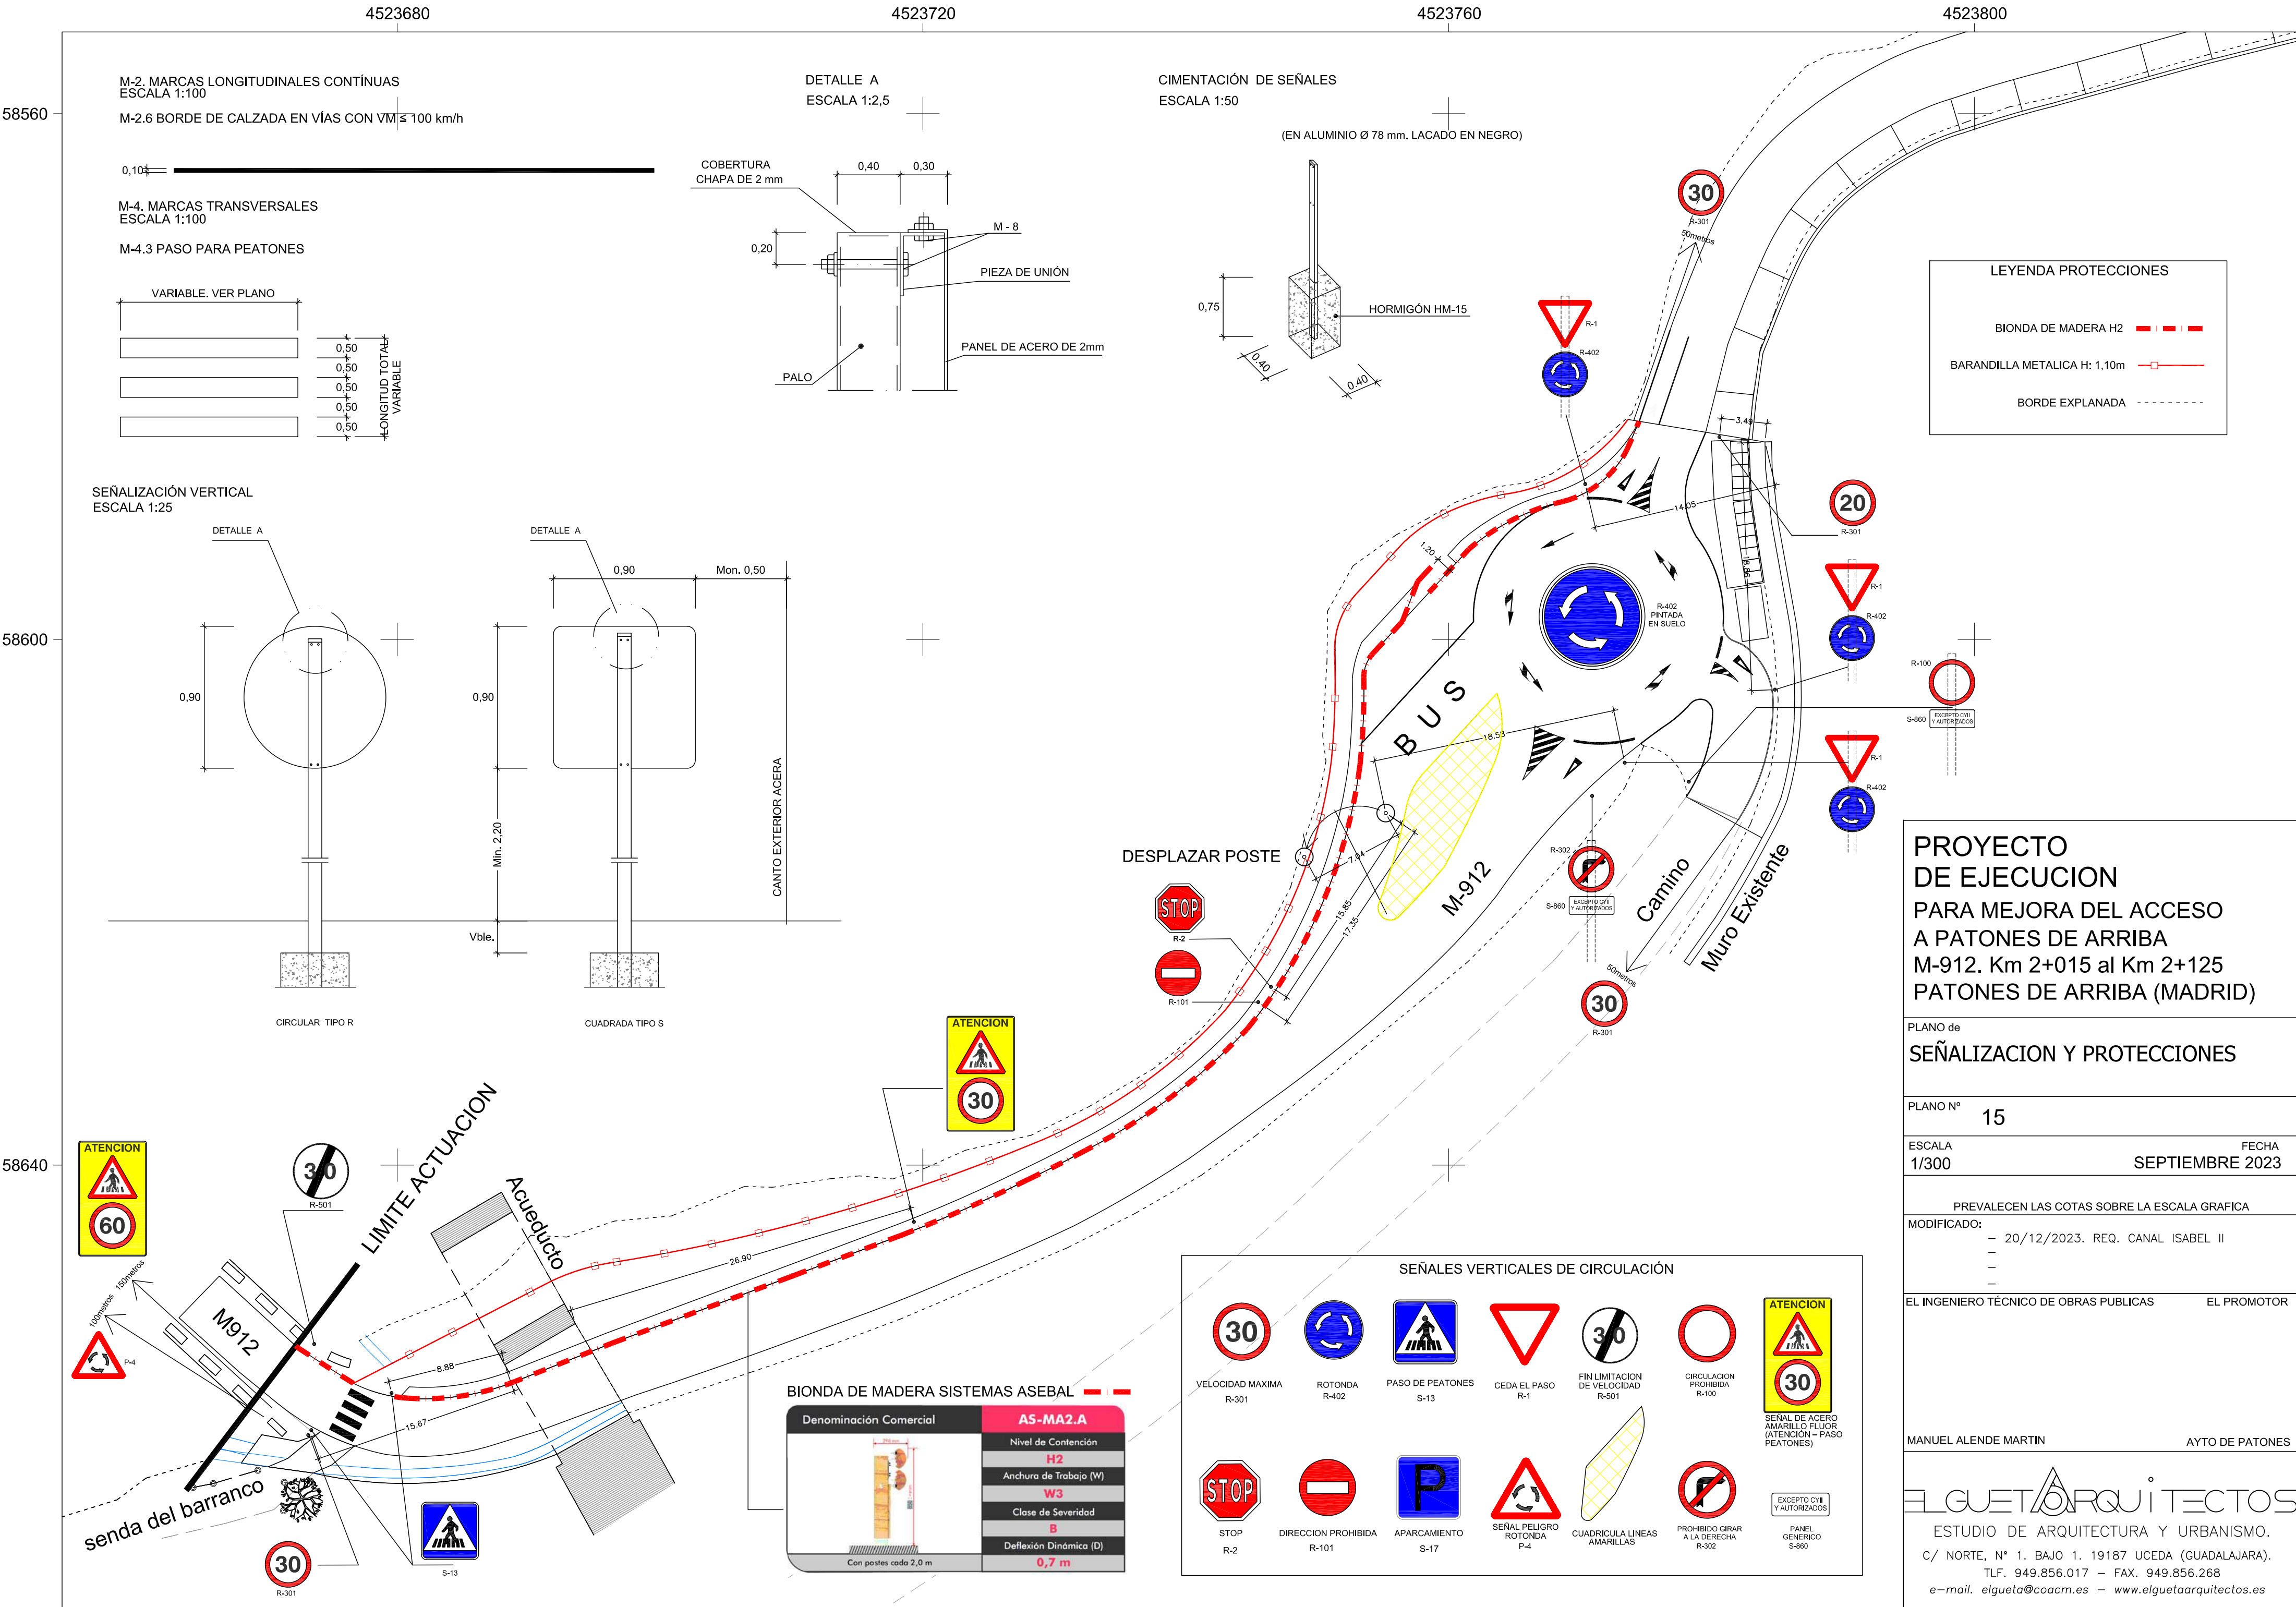 4523680
4523720
4523760
4523800
58560
58600
58640
M-2. MARCAS LONGITUDINALES CONTÍNUAS
ESCALA 1:100
M-2.6 BORDE DE CALZADA EN VÍAS CON VM ≤ 100 km/h
0,10
M-4. MARCAS TRANSVERSALES
ESCALA 1:100
M-4.3 PASO PARA PEATONES
VARIABLE. VER PLANO
0,50
0,50
0,50
0,50
0,50
LONGITUD TOTAL
VARIABLE
DETALLE A
ESCALA 1:2,5
COBERTURA
CHAPA DE 2 mm
0,40
0,30
0,20
M - 8
PIEZA DE UNIÓN
PANEL DE ACERO DE 2mm
PALO
CIMENTACIÓN DE SEÑALES
ESCALA 1:50
(EN ALUMINIO Ø 78 mm. LACADO EN NEGRO)
0,75
HORMIGÓN HM-15
0.40
0.40
SEÑALIZACIÓN VERTICAL
ESCALA 1:25
DETALLE A
DETALLE A
0,90
Mon. 0,50
0,90
0,90
Min. 2,20
Vble.
CANTO EXTERIOR ACERA
CIRCULAR TIPO R
CUADRADA TIPO S
30
R-301
50metros
R-1
R-402
LEYENDA PROTECCIONES
BIONDA DE MADERA H2
BARANDILLA METALICA H: 1,10m
BORDE EXPLANADA
3.49
14.05
18.86
1.20
20
R-301
R-1
R-402
R-402
PINTADA
EN SUELO
R-100
S-860
EXCEPTO CYII
Y AUTORIZADOS
R-1
R-402
BUS
18.53
DESPLAZAR POSTE
7.04
15.85
17.35
M-912
STOP
R-2
R-101
R-302
S-860
EXCEPTO CYII
Y AUTORIZADOS
Camino
Muro Existente
50metros
30
R-301
ATENCION
30
ATENCION
60
30
R-501
LIMITE ACTUACION
Acueducto
150metros
100metros
P-4
M912
8.88
26.90
15.67
senda del barranco
30
R-301
S-13
BIONDA DE MADERA SISTEMAS ASEBAL
Denominación Comercial
AS-MA2.A
Nivel de Contención
H2
Anchura de Trabajo (W)
W3
Clase de Severidad
B
Deflexión Dinámica (D)
Con postes cada 2,0 m
0,7 m
SEÑALES VERTICALES DE CIRCULACIÓN
30
VELOCIDAD MAXIMA
R-301
ROTONDA
R-402
PASO DE PEATONES
S-13
CEDA EL PASO
R-1
30
FIN LIMITACION
DE VELOCIDAD
R-501
CIRCULACION
PROHIBIDA
R-100
ATENCION
30
SEÑAL DE ACERO
AMARILLO FLUOR
(ATENCIÓN – PASO
PEATONES)
STOP
STOP
R-2
DIRECCION PROHIBIDA
R-101
P
APARCAMIENTO
S-17
SEÑAL PELIGRO
ROTONDA
P-4
CUADRICULA LINEAS
AMARILLAS
PROHIBIDO GIRAR
A LA DERECHA
R-302
EXCEPTO CYII
Y AUTORIZADOS
PANEL
GENERICO
S-860
PROYECTO
DE EJECUCION
PARA MEJORA DEL ACCESO
A PATONES DE ARRIBA
M-912. Km 2+015 al Km 2+125
PATONES DE ARRIBA (MADRID)
PLANO de
SEÑALIZACION Y PROTECCIONES
PLANO Nº
15
ESCALA
1/300
FECHA
SEPTIEMBRE 2023
PREVALECEN LAS COTAS SOBRE LA ESCALA GRAFICA
MODIFICADO:
– 20/12/2023. REQ. CANAL ISABEL II
–
–
–
EL INGENIERO TÉCNICO DE OBRAS PUBLICAS
EL PROMOTOR
MANUEL ALENDE MARTIN
AYTO DE PATONES
ELGUETARQUiTECTOS
ESTUDIO DE ARQUITECTURA Y URBANISMO.
C/ NORTE, Nº 1. BAJO 1. 19187 UCEDA (GUADALAJARA).
TLF. 949.856.017 – FAX. 949.856.268
e-mail. elgueta@coacm.es – www.elguetaarquitectos.es